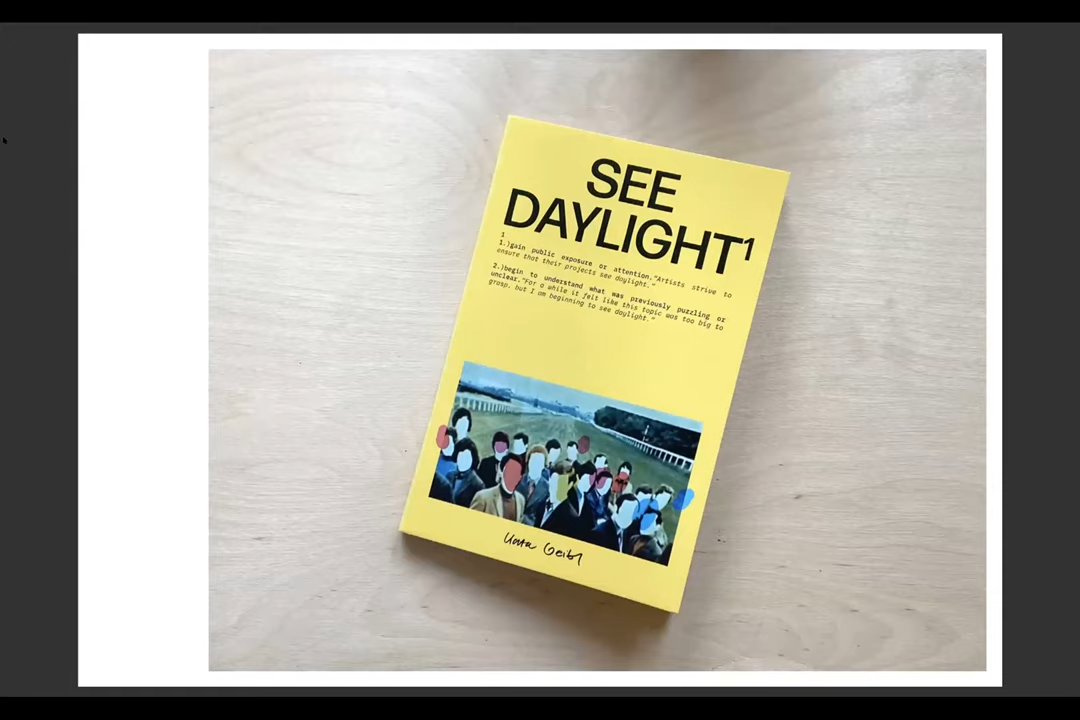 SEE
DAYLIGHT¹
1
1.)gain public exposure or attention."Artists strive to
ensure that their projects see daylight."
2.)begin to understand what was previously puzzling or
unclear."For a while it felt like this topic was too big to
grasp, but I am beginning to see daylight."
Geibl